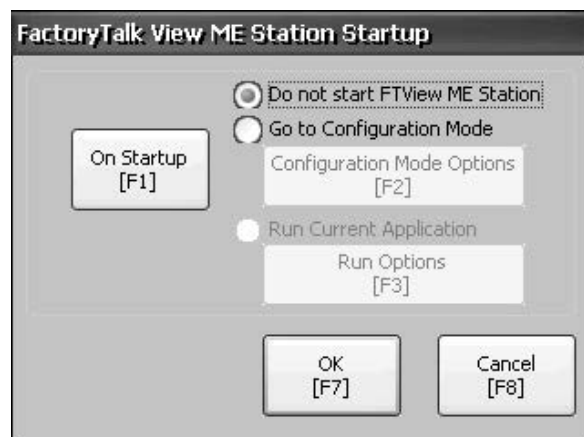 FactoryTalk View ME Station Startup
Do not start FTView ME Station
Go to Configuration Mode
On Startup
[F1]
Configuration Mode Options
[F2]
Run Current Application
Run Options
[F3]
OK
[F7]
Cancel
[F8]